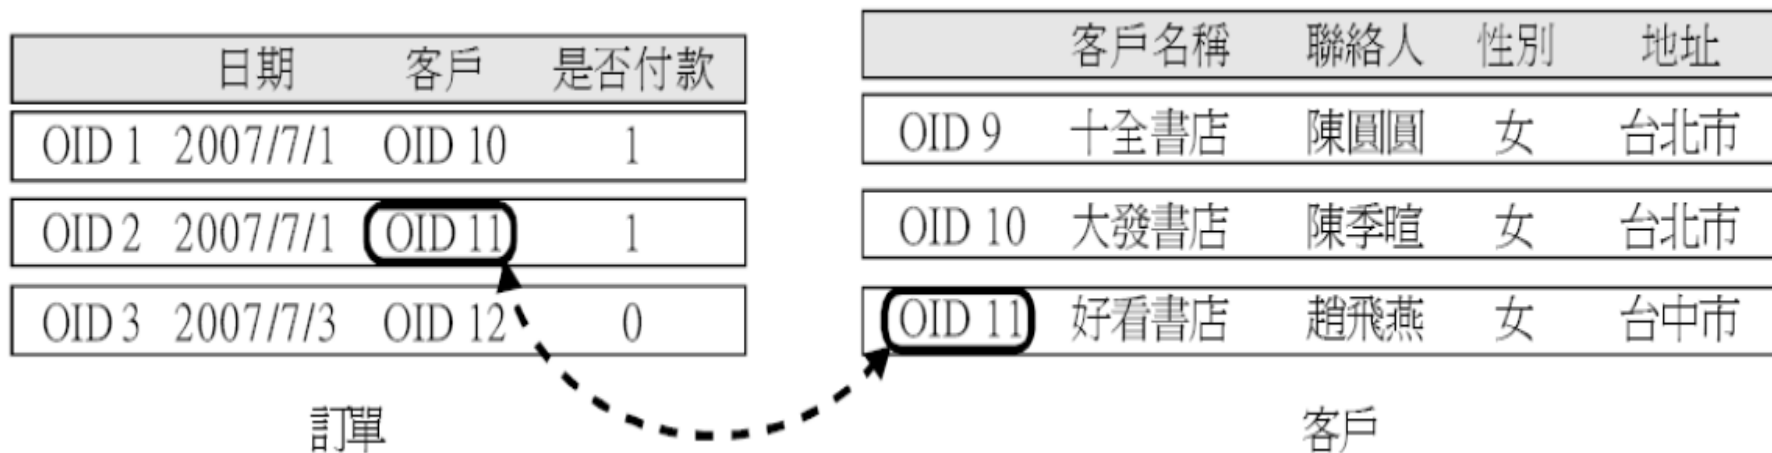 日期 客戶 是否付款
OID 1 2007/7/1 OID 10 1
OID 2 2007/7/1 OID 11 1
OID 3 2007/7/3 OID 12 0
訂單
客戶名稱 聯絡人 性別 地址
OID 9 十全書店 陳圓圓 女 台北市
OID 10 大發書店 陳季暄 女 台北市
OID 11 好看書店 趙飛燕 女 台中市
客戶